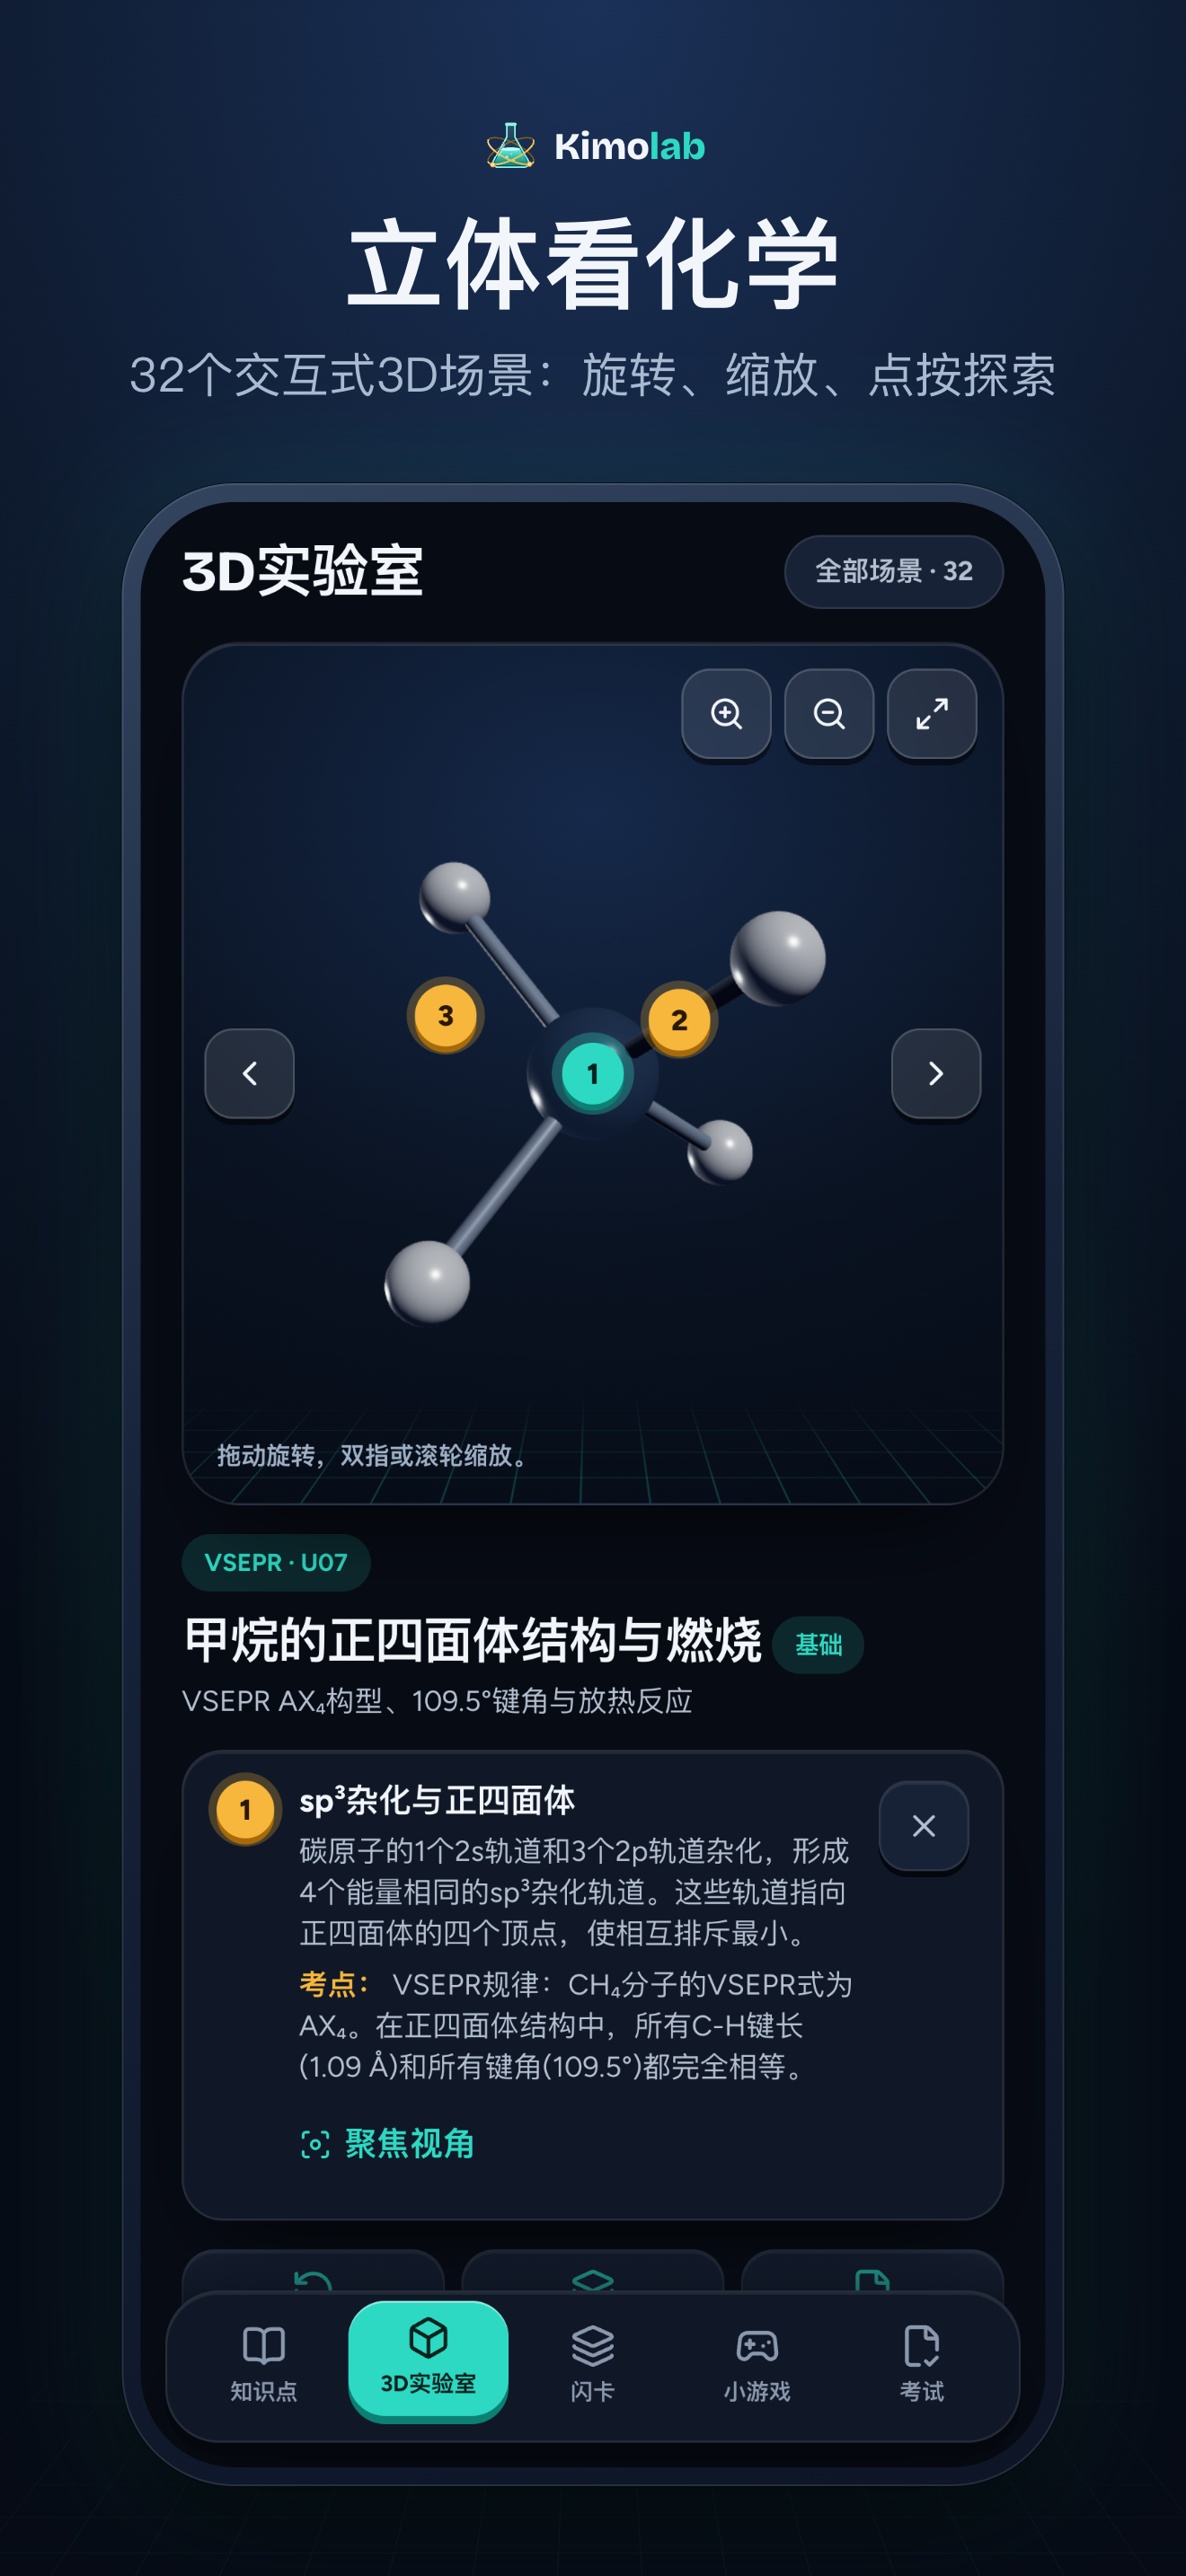 Kimolab
立体看化学
32个交互式3D场景：旋转、缩放、点按探索
3D实验室
全部场景 · 32
3
2
1
拖动旋转，双指或滚轮缩放。
VSEPR · U07
甲烷的正四面体结构与燃烧 基础
VSEPR AX₄构型、109.5°键角与放热反应
1
sp³杂化与正四面体
碳原子的1个2s轨道和3个2p轨道杂化，形成
4个能量相同的sp³杂化轨道。这些轨道指向
正四面体的四个顶点，使相互排斥最小。
考点： VSEPR规律：CH₄分子的VSEPR式为
AX₄。在正四面体结构中，所有C-H键长
(1.09 Å)和所有键角(109.5°)都完全相等。
聚焦视角
知识点
3D实验室
闪卡
小游戏
考试